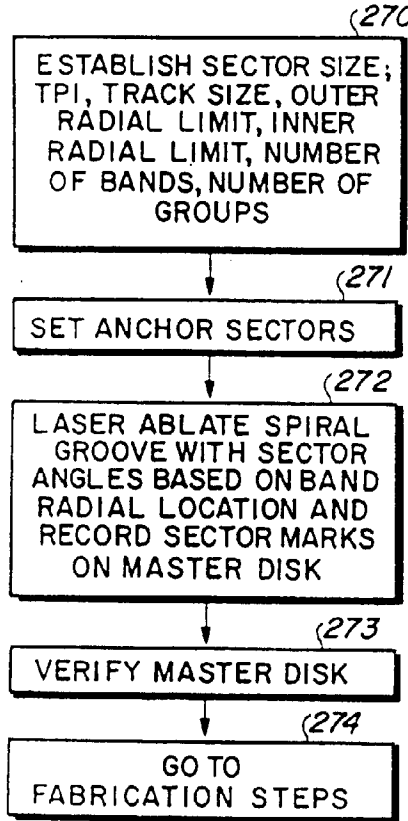 270
ESTABLISH SECTOR SIZE;
TPI, TRACK SIZE, OUTER
RADIAL LIMIT, INNER
RADIAL LIMIT, NUMBER
OF BANDS, NUMBER OF
GROUPS
271
SET ANCHOR SECTORS
272
LASER ABLATE SPIRAL
GROOVE WITH SECTOR
ANGLES BASED ON BAND
RADIAL LOCATION AND
RECORD SECTOR MARKS
ON MASTER DISK
273
VERIFY MASTER DISK
274
GO TO
FABRICATION STEPS